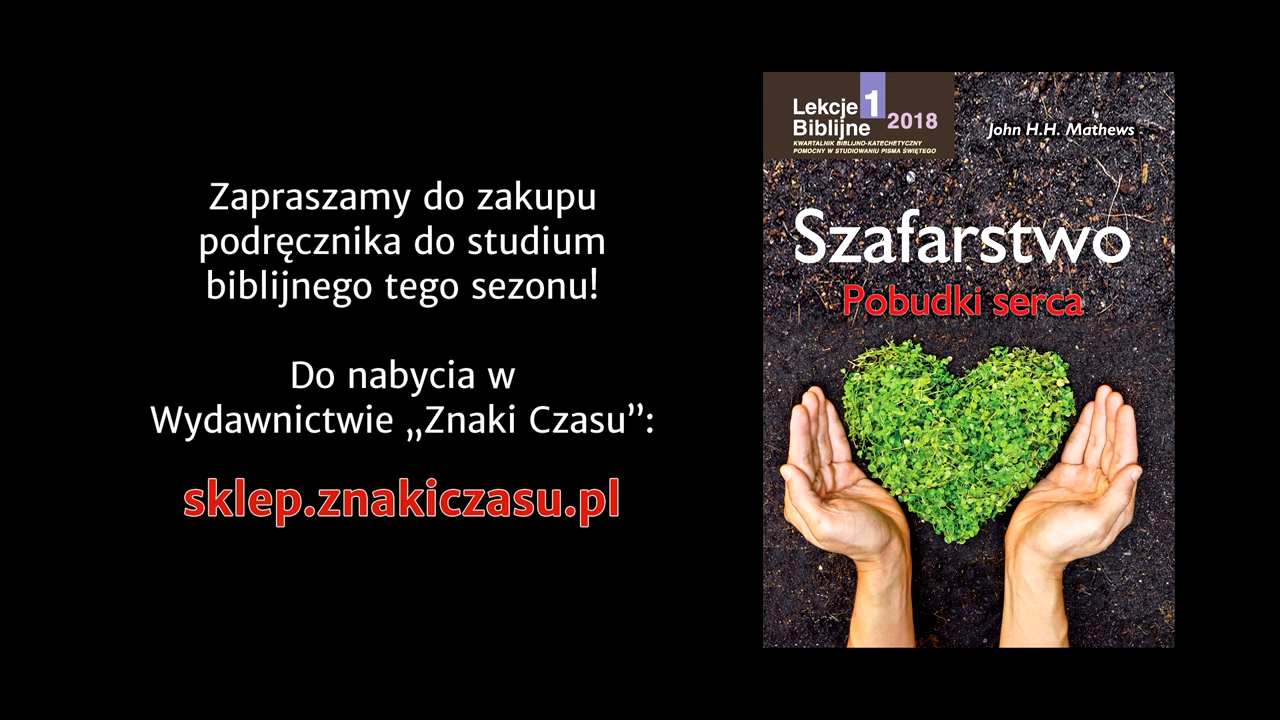 Zapraszamy do zakupu
podręcznika do studium
biblijnego tego sezonu!
Do nabycia w
Wydawnictwie „Znaki Czasu”:
sklep.znakiczasu.pl
Lekcje 1
Biblijne 2018
KWARTALNIK BIBLIJNO-KATECHETYCZNY
POMOCNY W STUDIOWANIU PISMA ŚWIĘTEGO
John H.H. Mathews
Szafarstwo
Pobudki serca